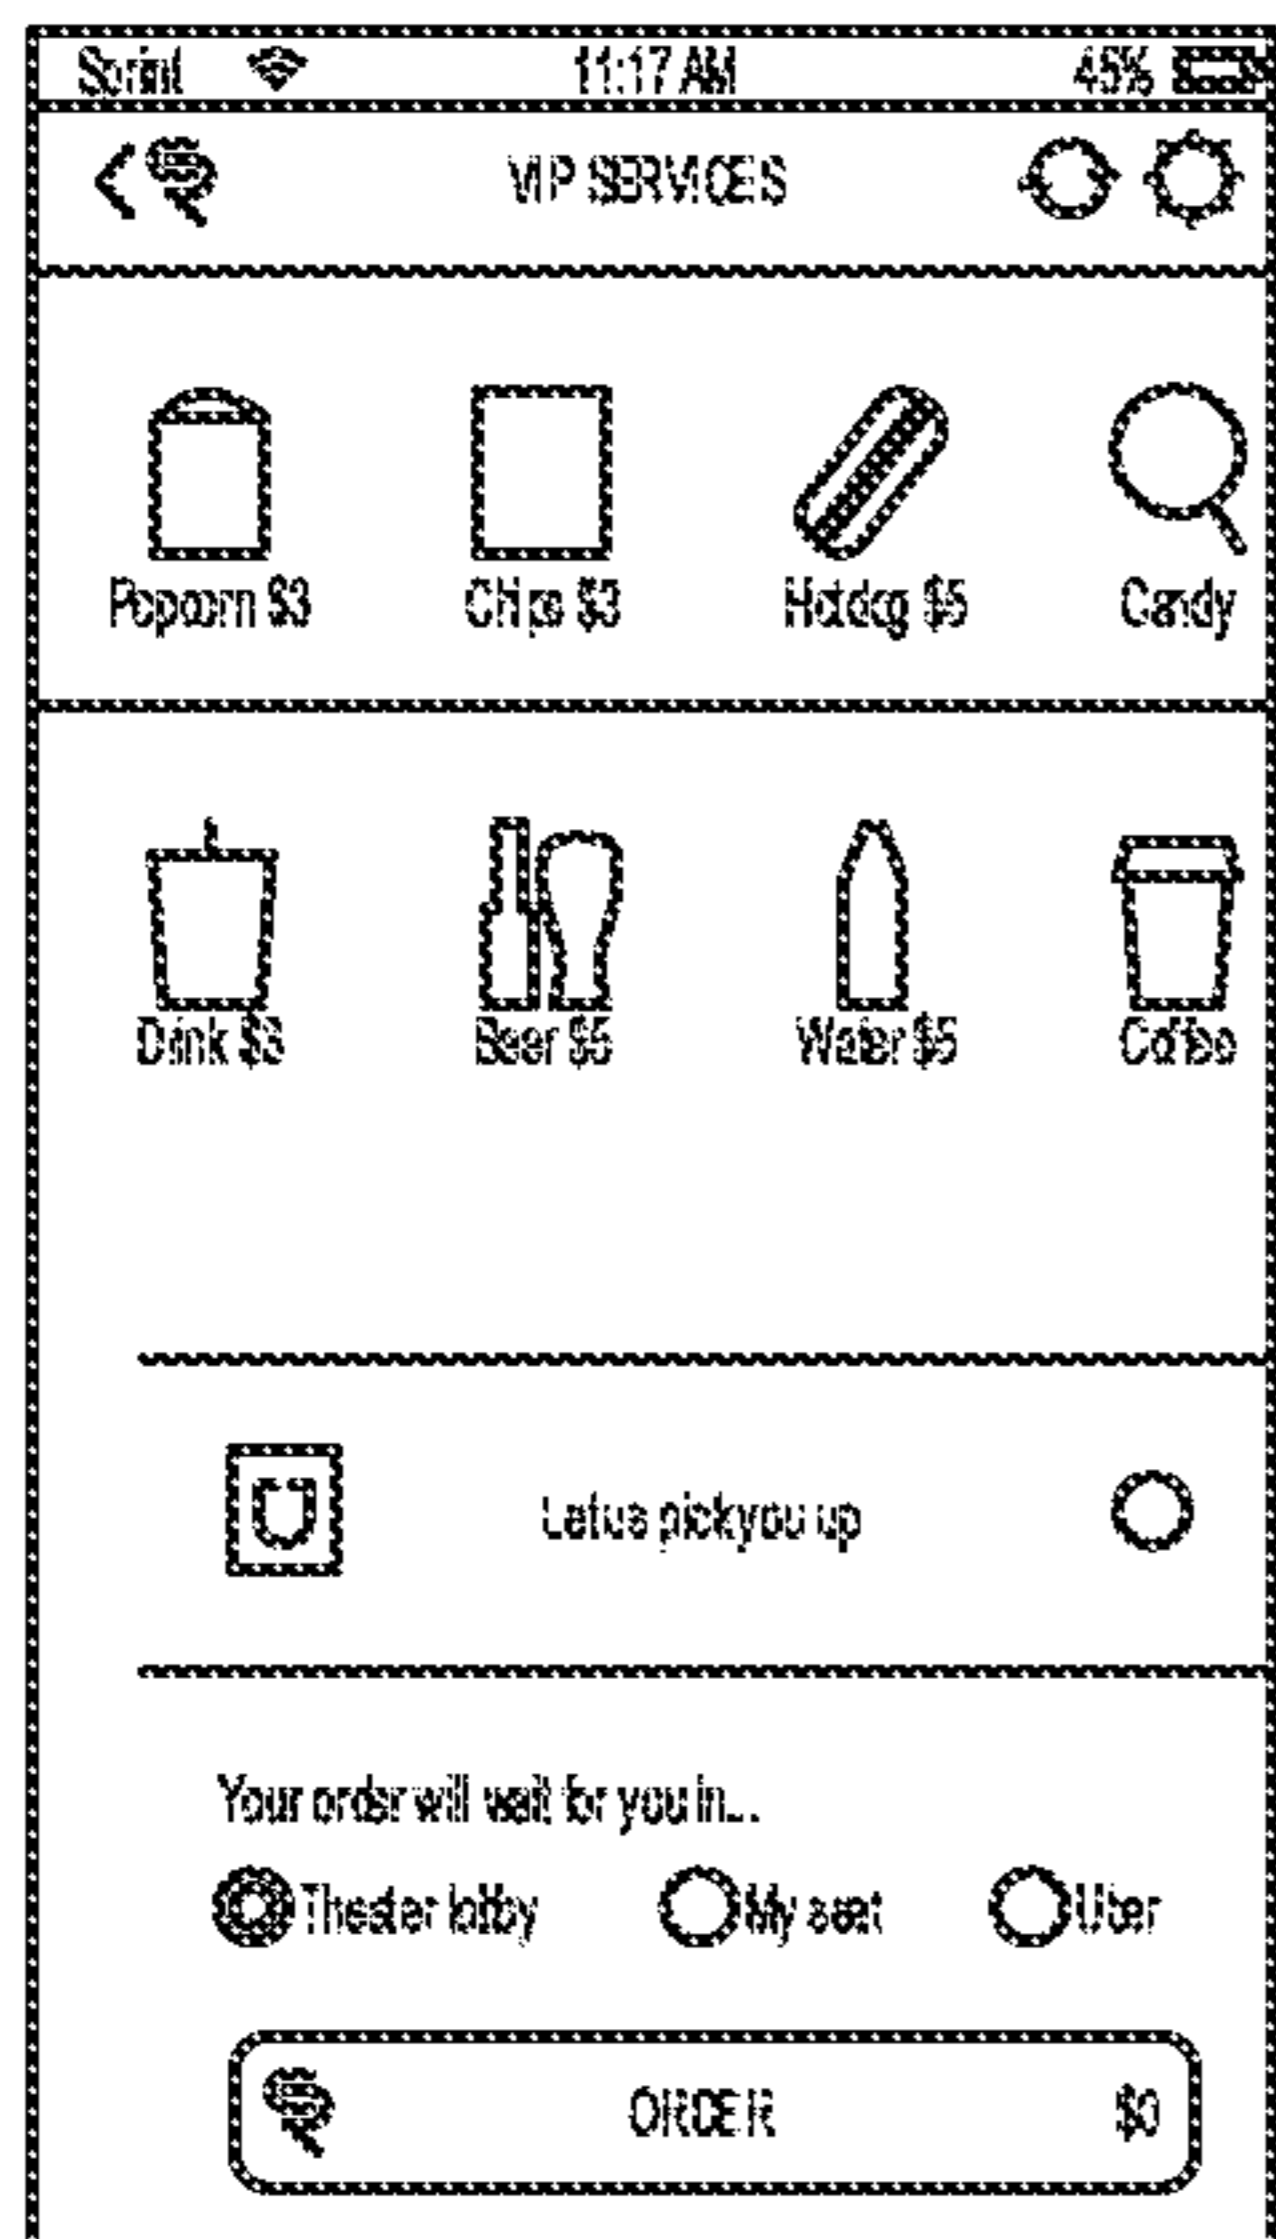 Sprint 11:17 AM 45%
VIP SERVICES
Popcorn $3 Chips $3 Hotdog $5 Candy
Drink $3 Beer $5 Water $5 Coffee
U Let us pick you up
Your order will wait for you in...
Theater lobby My seat Uber
ORDER $0